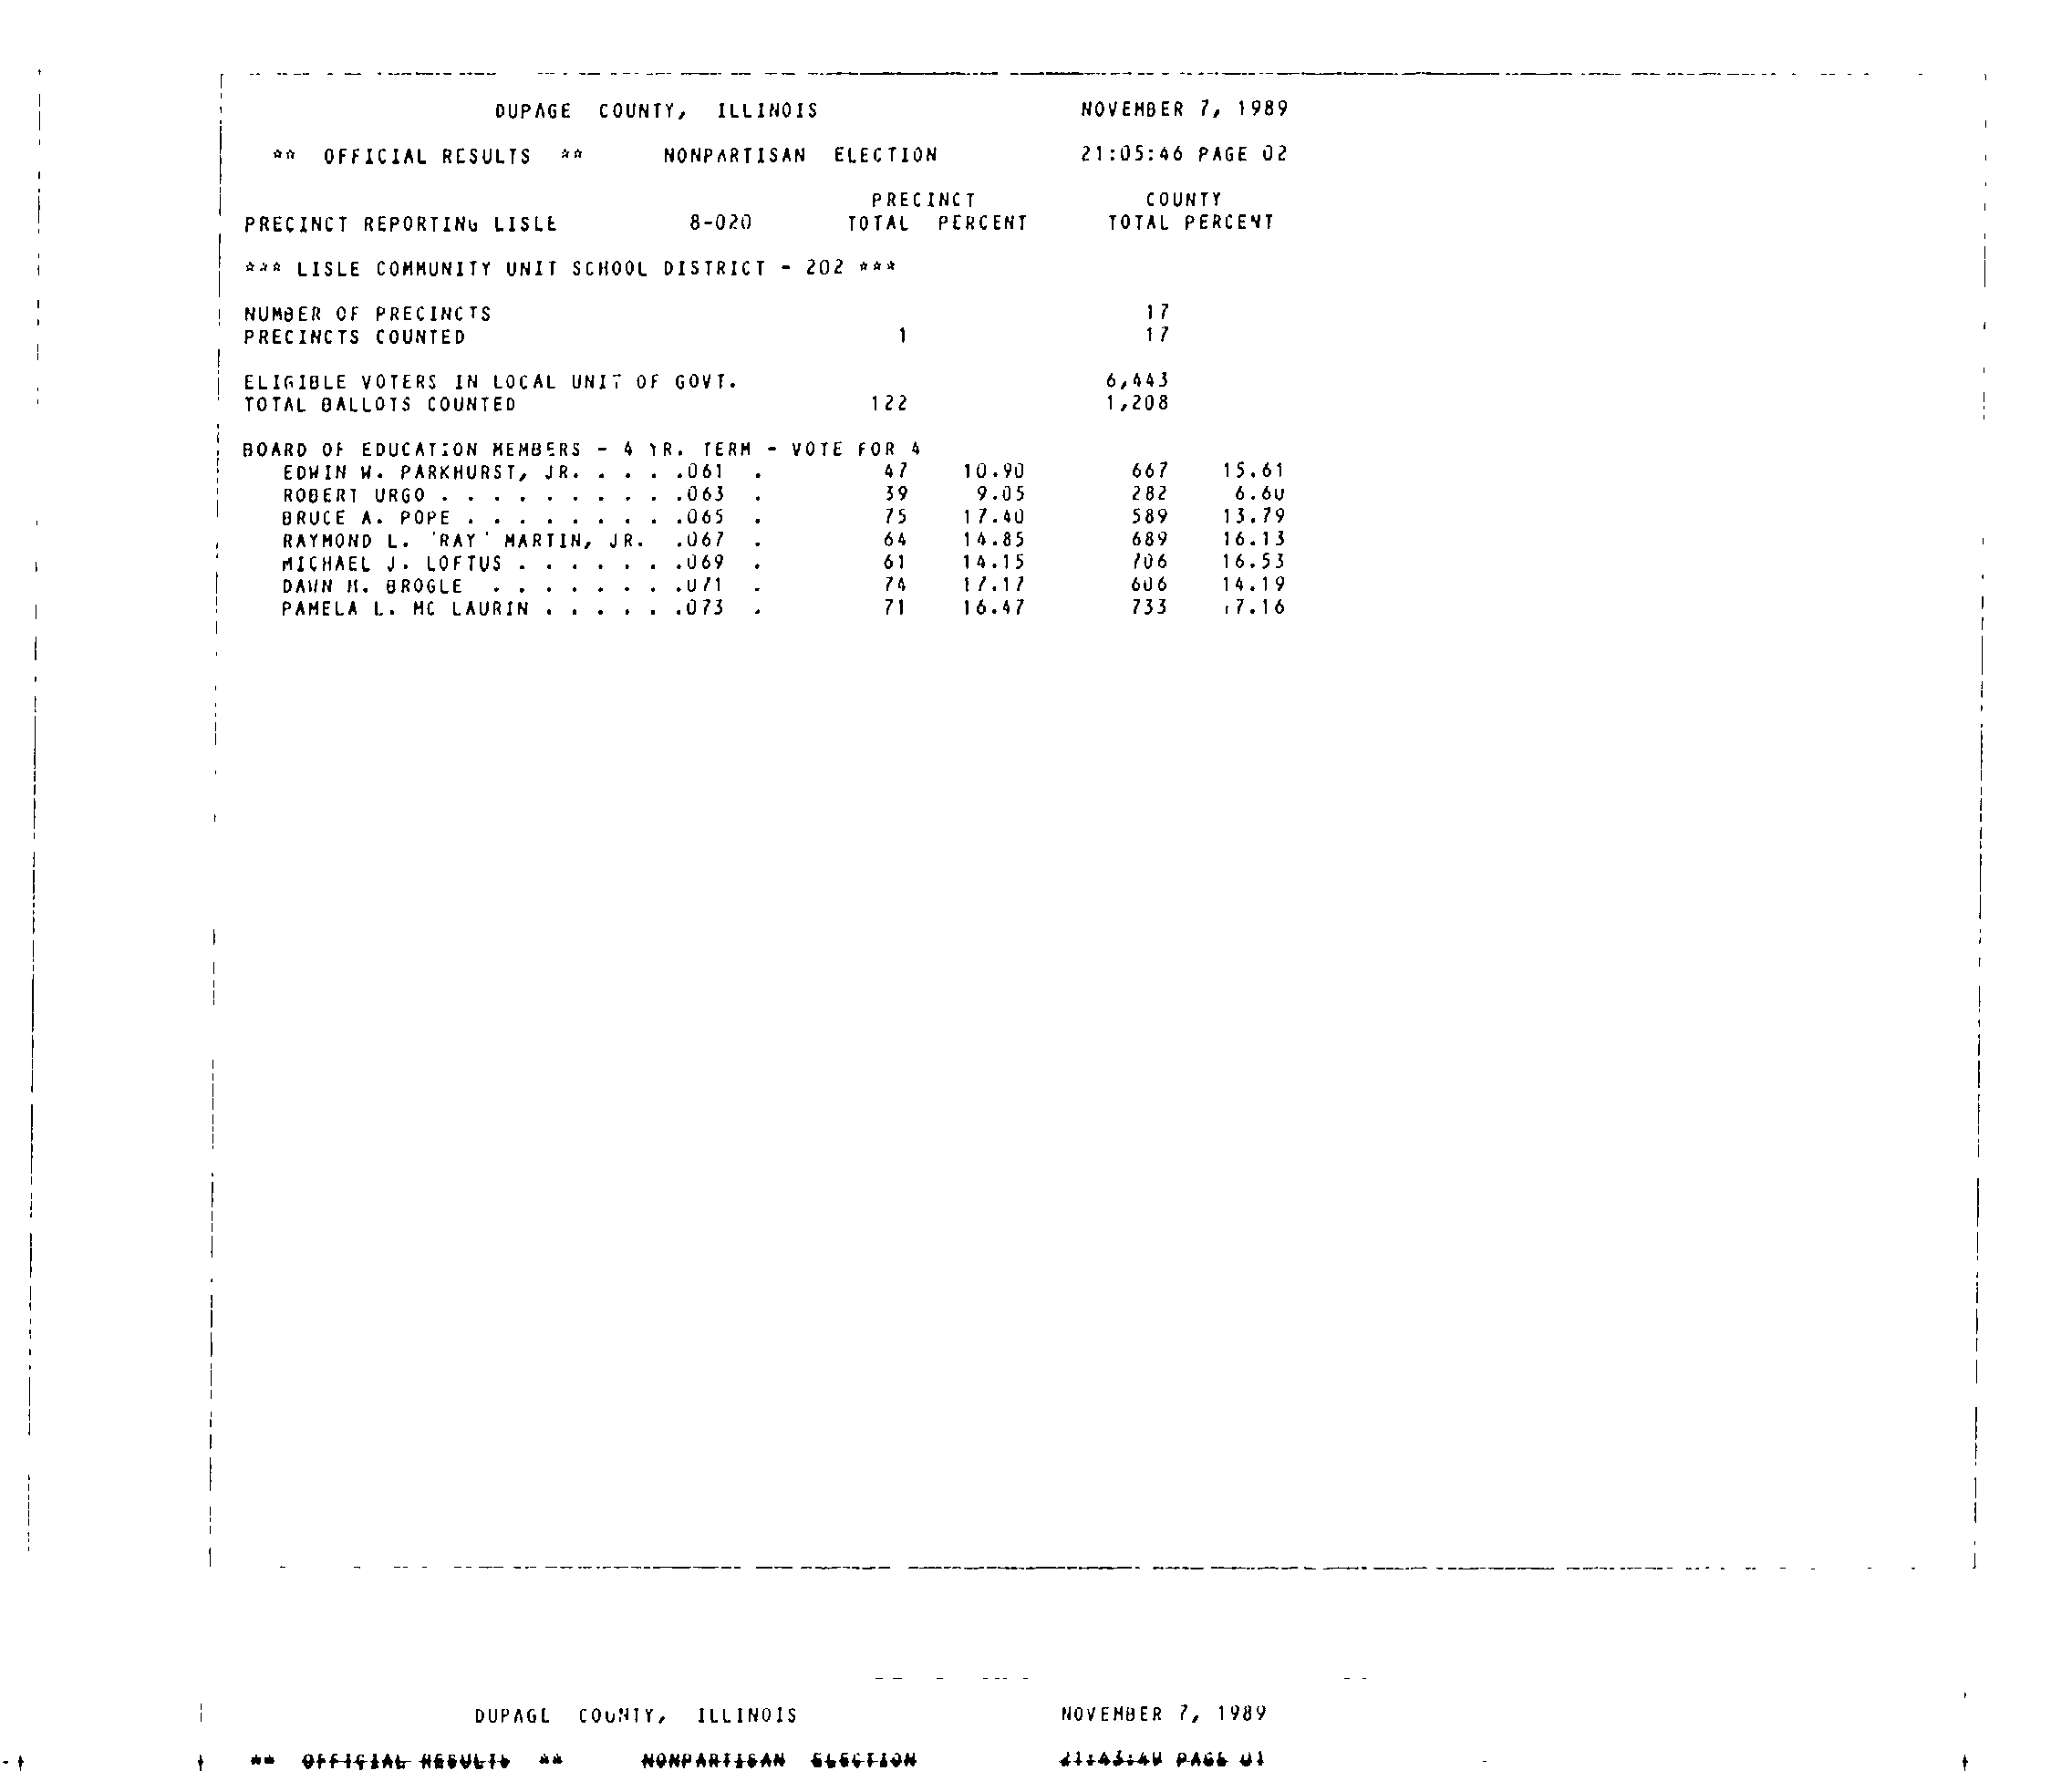 DUPAGE COUNTY, ILLINOIS NOVEMBER 7, 1989
** OFFICIAL RESULTS ** NONPARTISAN ELECTION 21:05:46 PAGE 02
PRECINCT COUNTY
PRECINCT REPORTING LISLE 8-020 TOTAL PERCENT TOTAL PERCENT
*** LISLE COMMUNITY UNIT SCHOOL DISTRICT - 202 ***
NUMBER OF PRECINCTS 17
PRECINCTS COUNTED 1 17
ELIGIBLE VOTERS IN LOCAL UNIT OF GOVT. 6,443
TOTAL BALLOTS COUNTED 122 1,208
BOARD OF EDUCATION MEMBERS - 4 YR. TERM - VOTE FOR 4
EDWIN W. PARKHURST, JR. . . . .061 . 47 10.90 667 15.61
ROBERT URGO . . . . . . . . . .063 . 39 9.05 282 6.60
BRUCE A. POPE . . . . . . . . .065 . 75 17.40 589 13.79
RAYMOND L. 'RAY' MARTIN, JR. .067 . 64 14.85 689 16.13
MICHAEL J. LOFTUS . . . . . . .069 . 61 14.15 706 16.53
DAWN M. BROGLE . . . . . . . .071 . 74 17.17 606 14.19
PAMELA L. MC LAURIN . . . . . .073 . 71 16.47 733 17.16
DUPAGE COUNTY, ILLINOIS NOVEMBER 7, 1989
** OFFICIAL RESULTS ** NONPARTISAN ELECTION PAGE 01